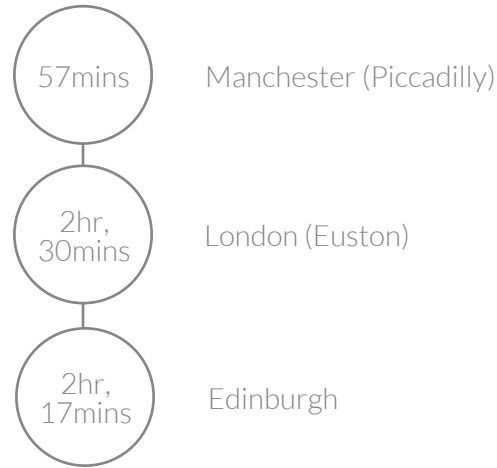 57mins
Manchester (Piccadilly)
2hr,
30mins
London (Euston)
2hr,
17mins
Edinburgh